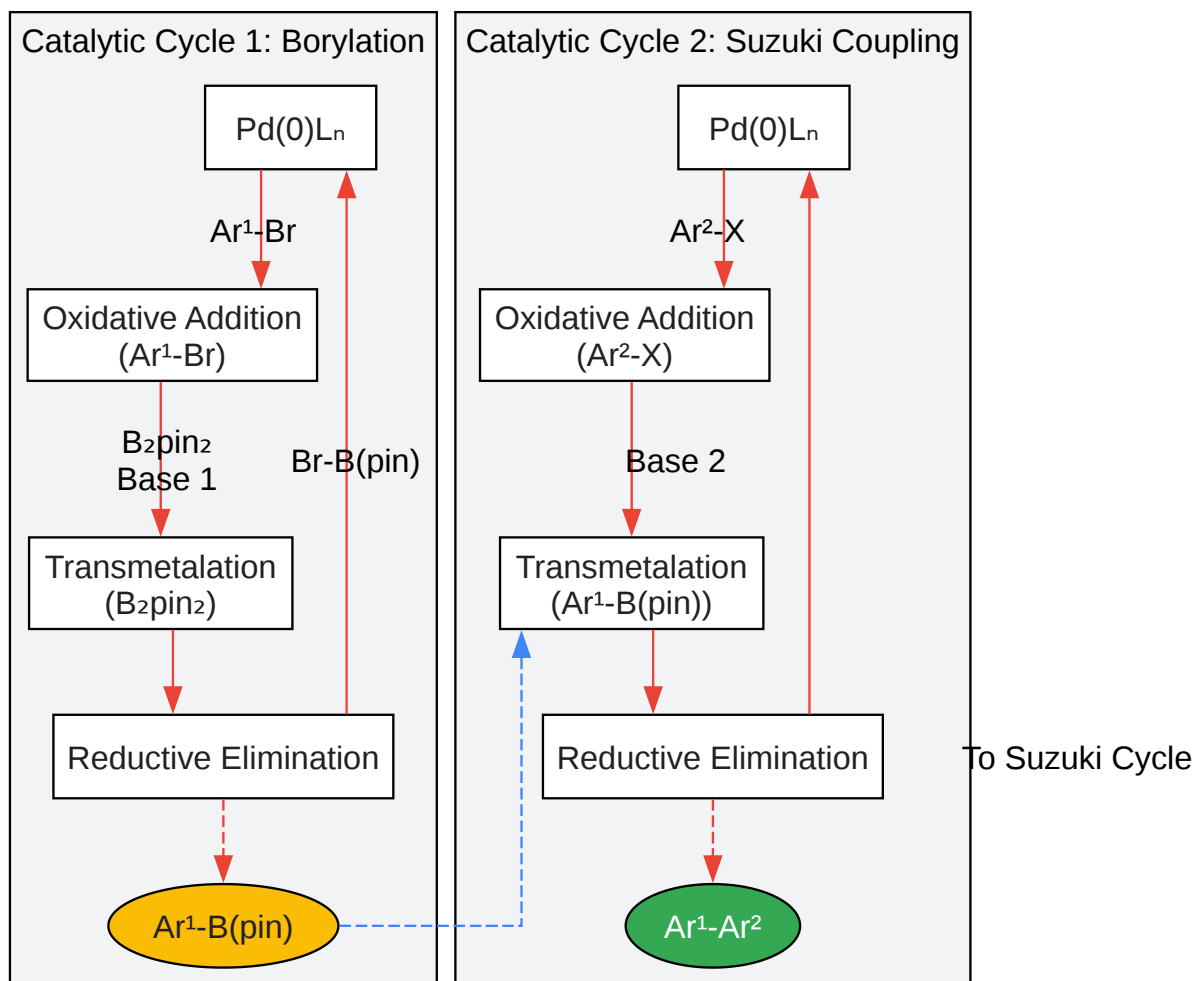 Catalytic Cycle 1: Borylation
Pd(0)Lₙ
Ar¹-Br
Oxidative Addition
(Ar¹-Br)
B₂pin₂
Base 1
Br-B(pin)
Transmetalation
(B₂pin₂)
Reductive Elimination
Ar¹-B(pin)
Catalytic Cycle 2: Suzuki Coupling
Pd(0)Lₙ
Ar²-X
Oxidative Addition
(Ar²-X)
Base 2
Transmetalation
(Ar¹-B(pin))
Reductive Elimination
Ar¹-Ar²
To Suzuki Cycle